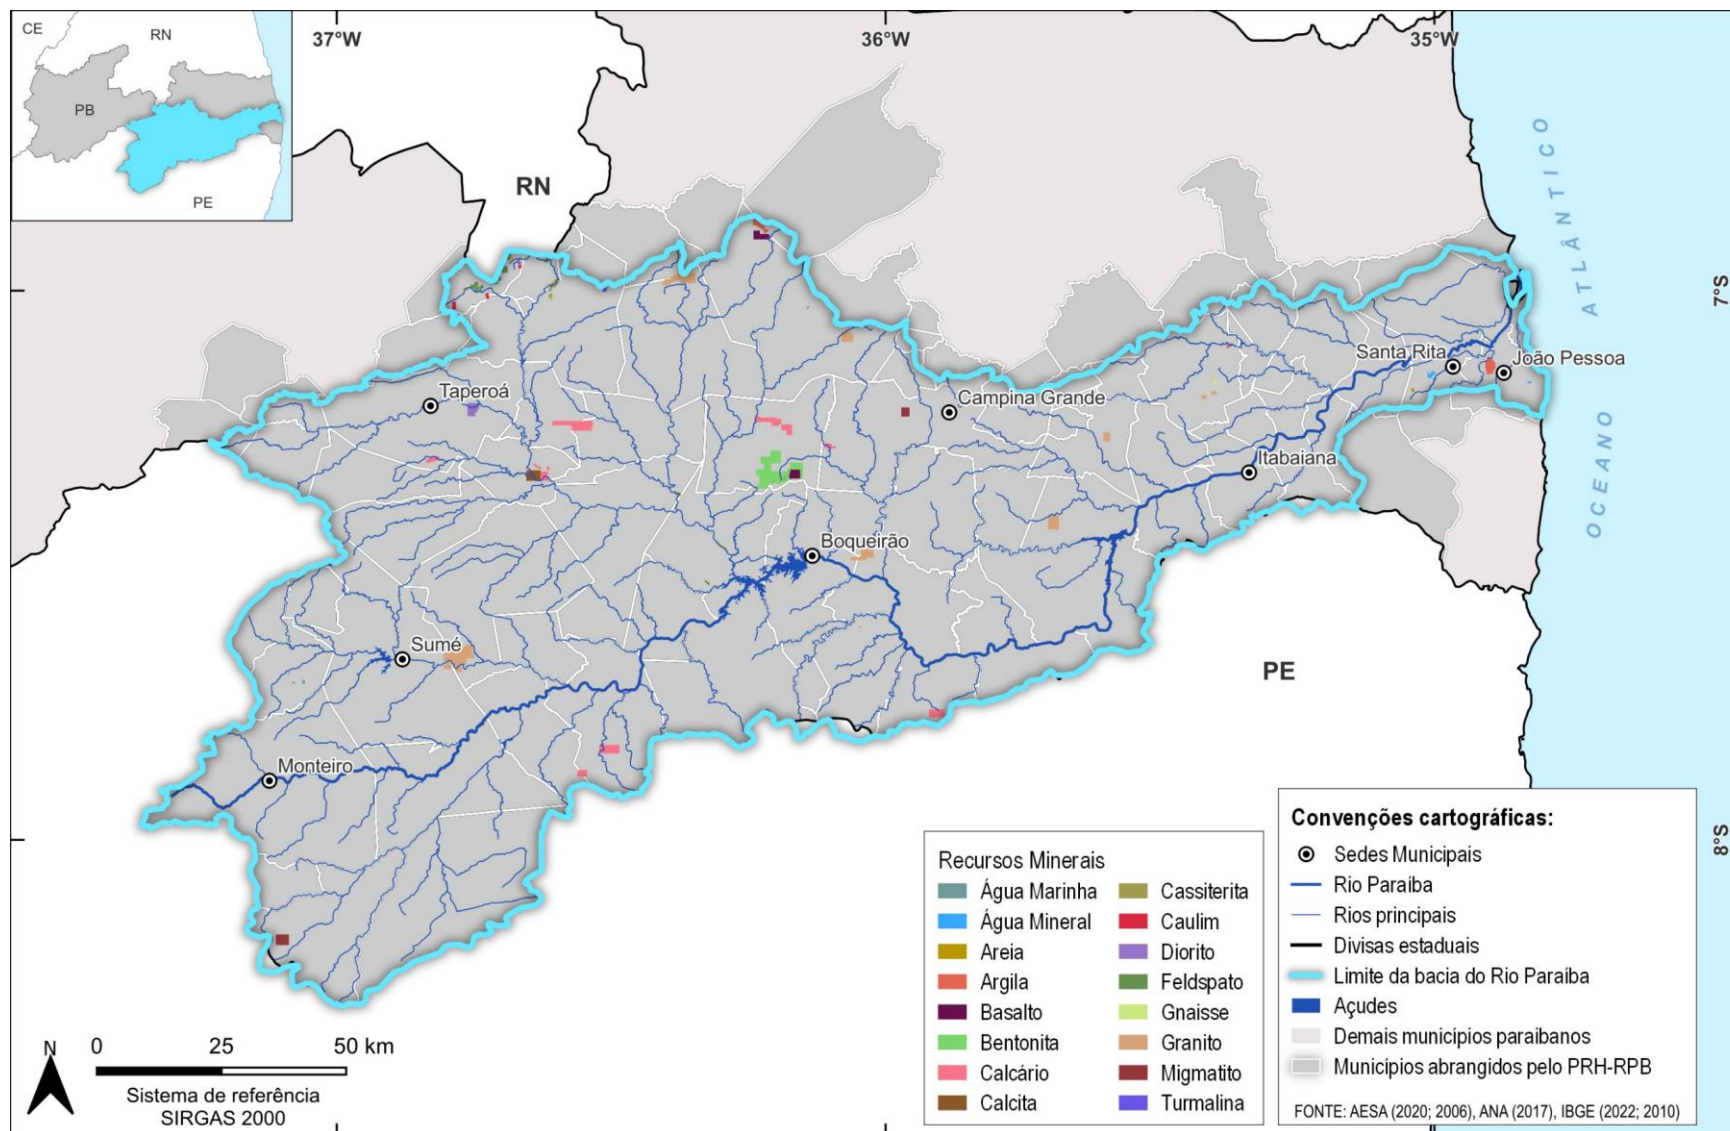 CE
RN
PB
PE
37°W
36°W
35°W
RN
OCEANO ATLÂNTICO
7°S
Santa Rita
João Pessoa
Taperoá
Campina Grande
Itabaiana
Boqueirão
Sumé
PE
Monteiro
8°S
N
0 25 50 km
Sistema de referência
SIRGAS 2000
Recursos Minerais
Água Marinha
Água Mineral
Areia
Argila
Basalto
Bentonita
Calcário
Calcita
Cassiterita
Caulim
Diorito
Feldspato
Gnaisse
Granito
Migmatito
Turmalina
Convenções cartográficas:
Sedes Municipais
Rio Paraíba
Rios principais
Divisas estaduais
Limite da bacia do Rio Paraíba
Açudes
Demais municípios paraibanos
Municípios abrangidos pelo PRH-RPB
FONTE: AESA (2020; 2006), ANA (2017), IBGE (2022; 2010)